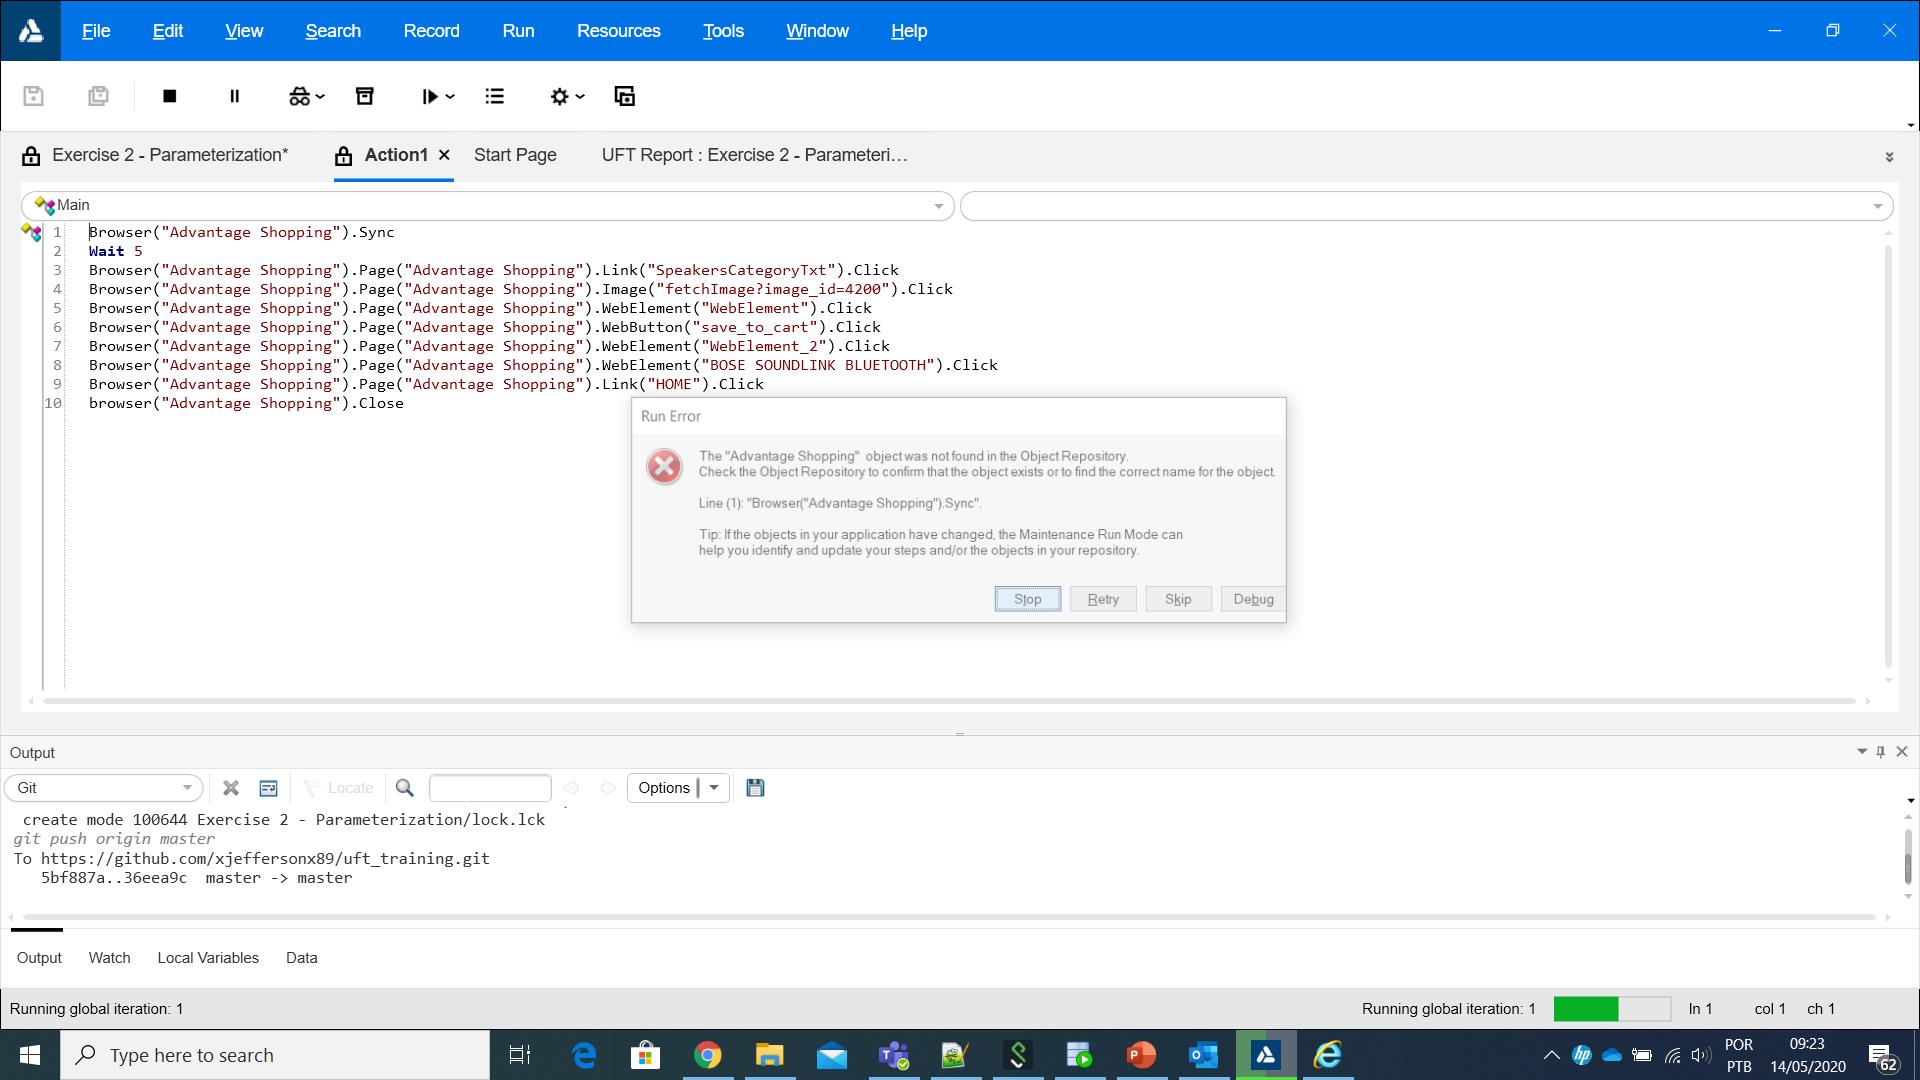 File Edit View Search Record Run Resources Tools Window Help
Exercise 2 - Parameterization* Action1 Start Page UFT Report : Exercise 2 - Parameteri...
Main
1 Browser("Advantage Shopping").Sync
2 Wait 5
3 Browser("Advantage Shopping").Page("Advantage Shopping").Link("SpeakersCategoryTxt").Click
4 Browser("Advantage Shopping").Page("Advantage Shopping").Image("fetchImage?image_id=4200").Click
5 Browser("Advantage Shopping").Page("Advantage Shopping").WebElement("WebElement").Click
6 Browser("Advantage Shopping").Page("Advantage Shopping").WebButton("save_to_cart").Click
7 Browser("Advantage Shopping").Page("Advantage Shopping").WebElement("WebElement_2").Click
8 Browser("Advantage Shopping").Page("Advantage Shopping").WebElement("BOSE SOUNDLINK BLUETOOTH").Click
9 Browser("Advantage Shopping").Page("Advantage Shopping").Link("HOME").Click
10 browser("Advantage Shopping").Close
Run Error
The "Advantage Shopping" object was not found in the Object Repository.
Check the Object Repository to confirm that the object exists or to find the correct name for the object.
Line (1): "Browser("Advantage Shopping").Sync".
Tip: If the objects in your application have changed, the Maintenance Run Mode can
help you identify and update your steps and/or the objects in your repository.
Stop Retry Skip Debug
Output
Git Locate Options
create mode 100644 Exercise 2 - Parameterization/lock.lck
git push origin master
To https://github.com/xjeffersonx89/uft_training.git
5bf887a..36eea9c master -> master
Output Watch Local Variables Data
Running global iteration: 1 Running global iteration: 1 ln 1 col 1 ch 1
Type here to search
hp
POR
PTB
09:23
14/05/2020
62